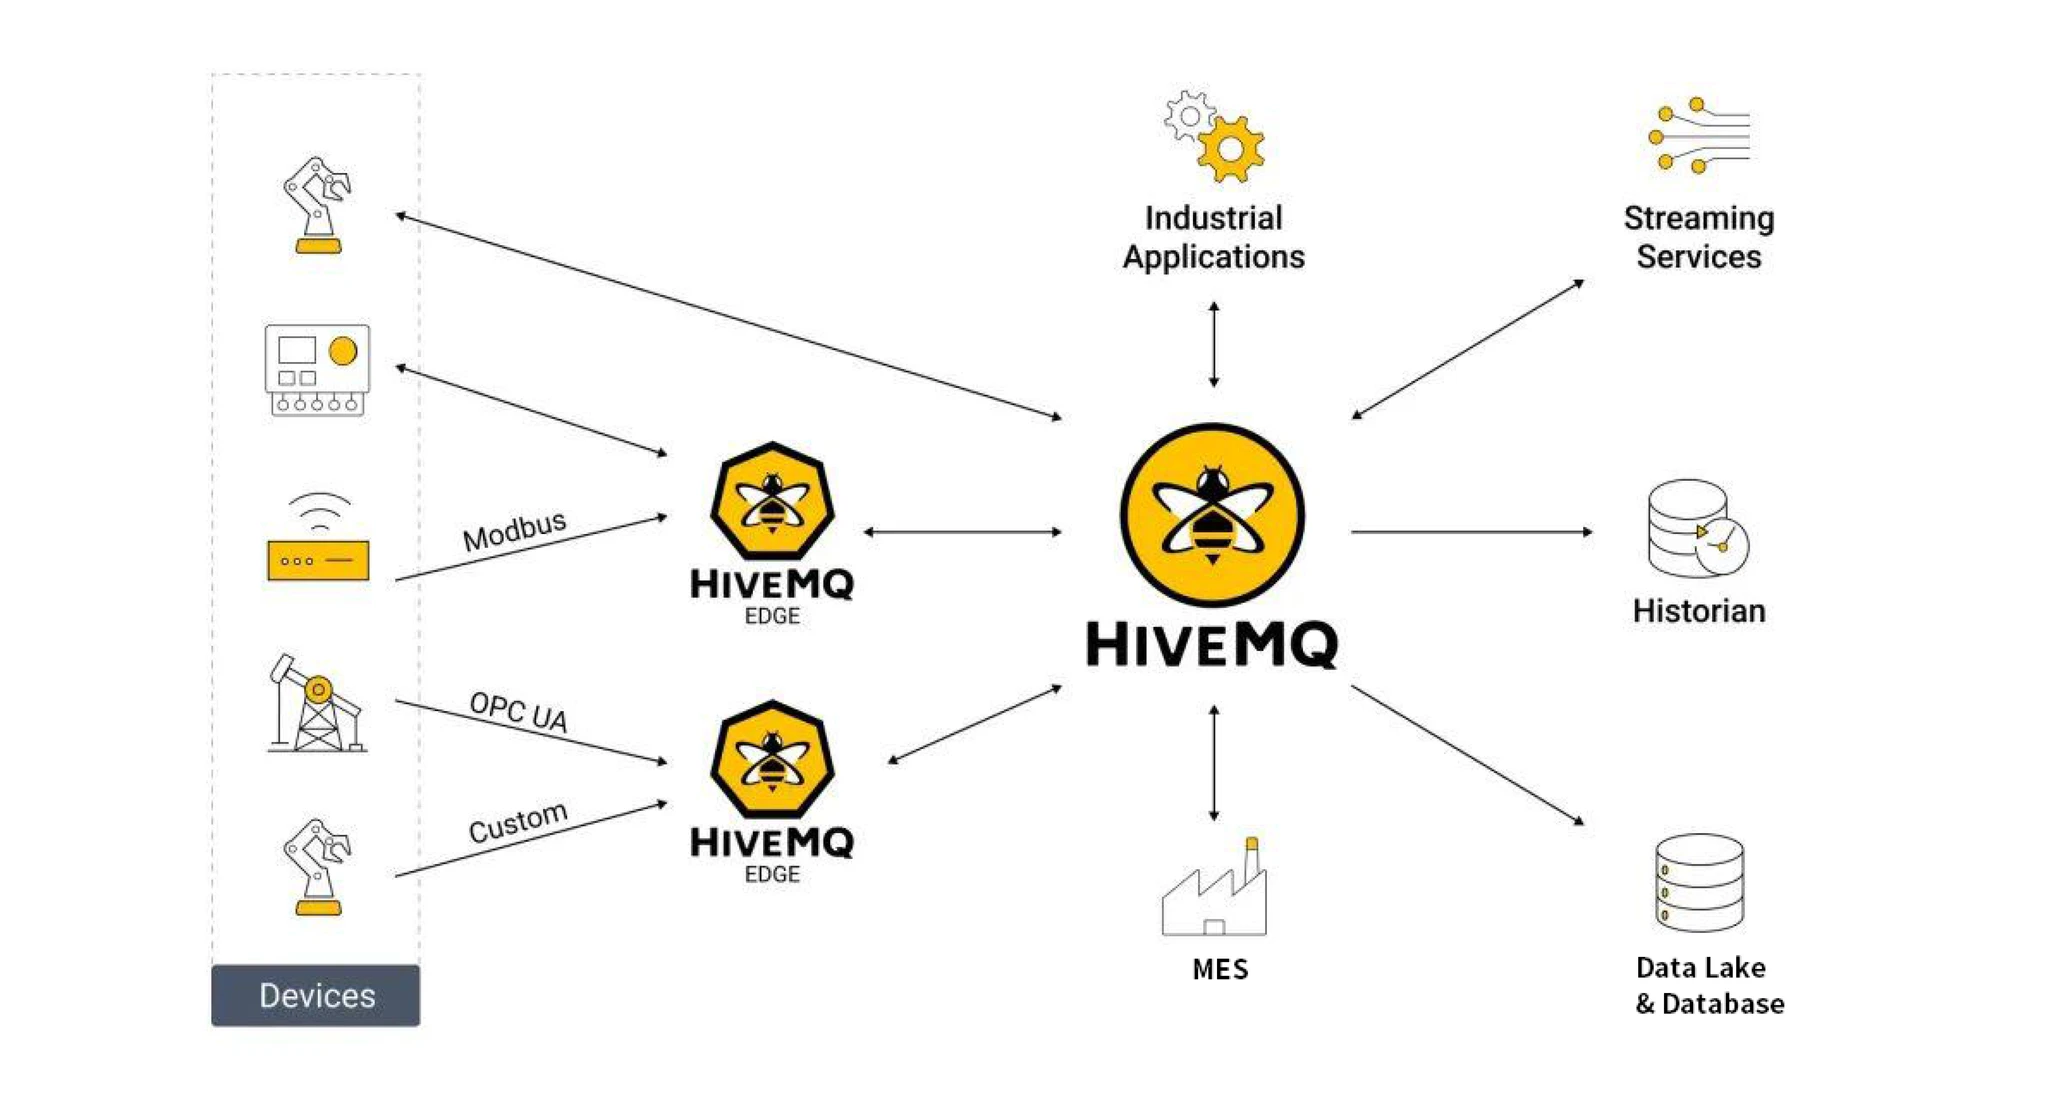 Industrial
Applications
Streaming
Services
Modbus
HIVEMQ
EDGE
HIVEMQ
Historian
OPC UA
Custom
HIVEMQ
EDGE
MES
Data Lake
& Database
Devices